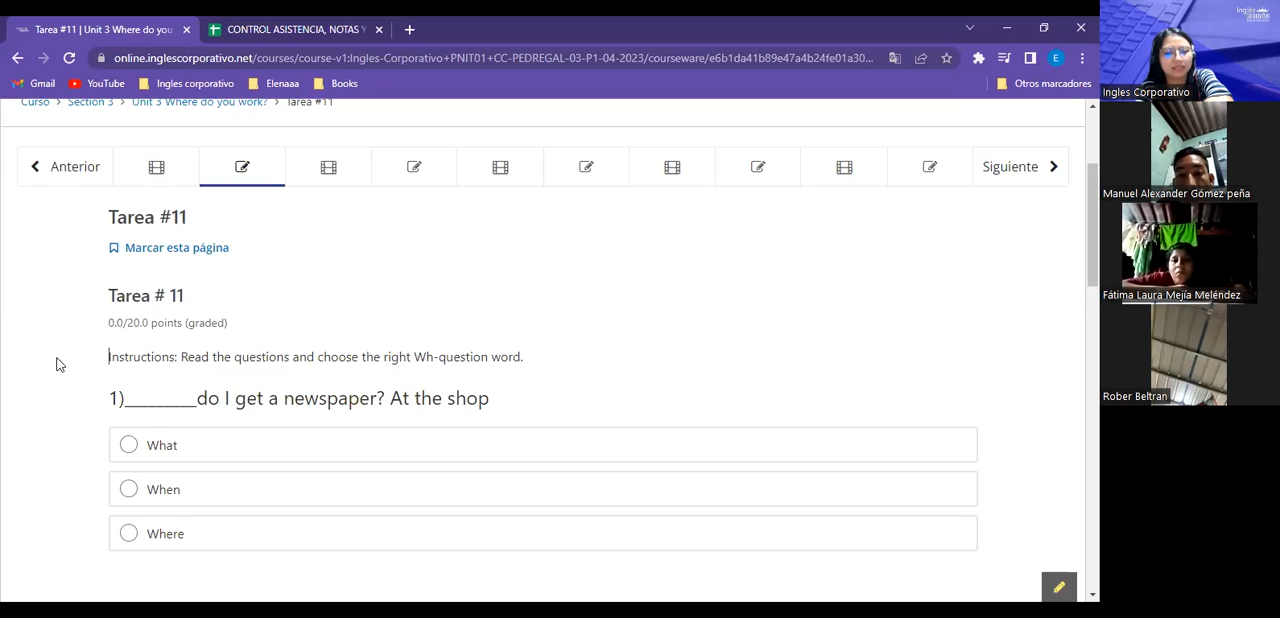 Tarea #11 | Unit 3 Where do you
CONTROL ASISTENCIA, NOTAS Y
online.inglescorporativo.net/courses/course-v1:Ingles-Corporativo+PNIT01+CC-PEDREGAL-03-P1-04-2023/courseware/e6b1da41b89e47a4b24fe01a30...
E
Gmail
YouTube
Ingles corporativo
Elenaaa
Books
Otros marcadores
Curso > Section 3 > Unit 3 Where do you work? > Tarea #11
Anterior
Siguiente
Tarea #11
Marcar esta página
Tarea # 11
0.0/20.0 points (graded)
Instructions: Read the questions and choose the right Wh-question word.
1)_________do I get a newspaper? At the shop
What
When
Where
Ingles Corporativo
Manuel Alexander Gómez peña
Fátima Laura Mejía Meléndez
Rober Beltran